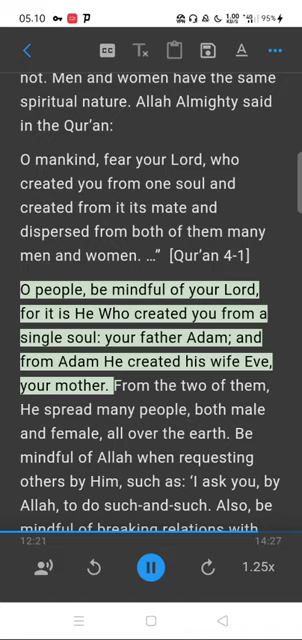 05.10
1.00 KB/S
4G
95%
CC
A
not. Men and women have the same
spiritual nature. Allah Almighty said
in the Qur’an:
O mankind, fear your Lord, who
created you from one soul and
created from it its mate and
dispersed from both of them many
men and women. ...” [Qur’an 4-1]
O people, be mindful of your Lord,
for it is He Who created you from a
single soul: your father Adam; and
from Adam He created his wife Eve,
your mother. From the two of them,
He spread many people, both male
and female, all over the earth. Be
mindful of Allah when requesting
others by Him, such as: ‘I ask you, by
Allah, to do such-and-such. Also, be
mindful of breaking relations with
12:21
14:27
1.25x